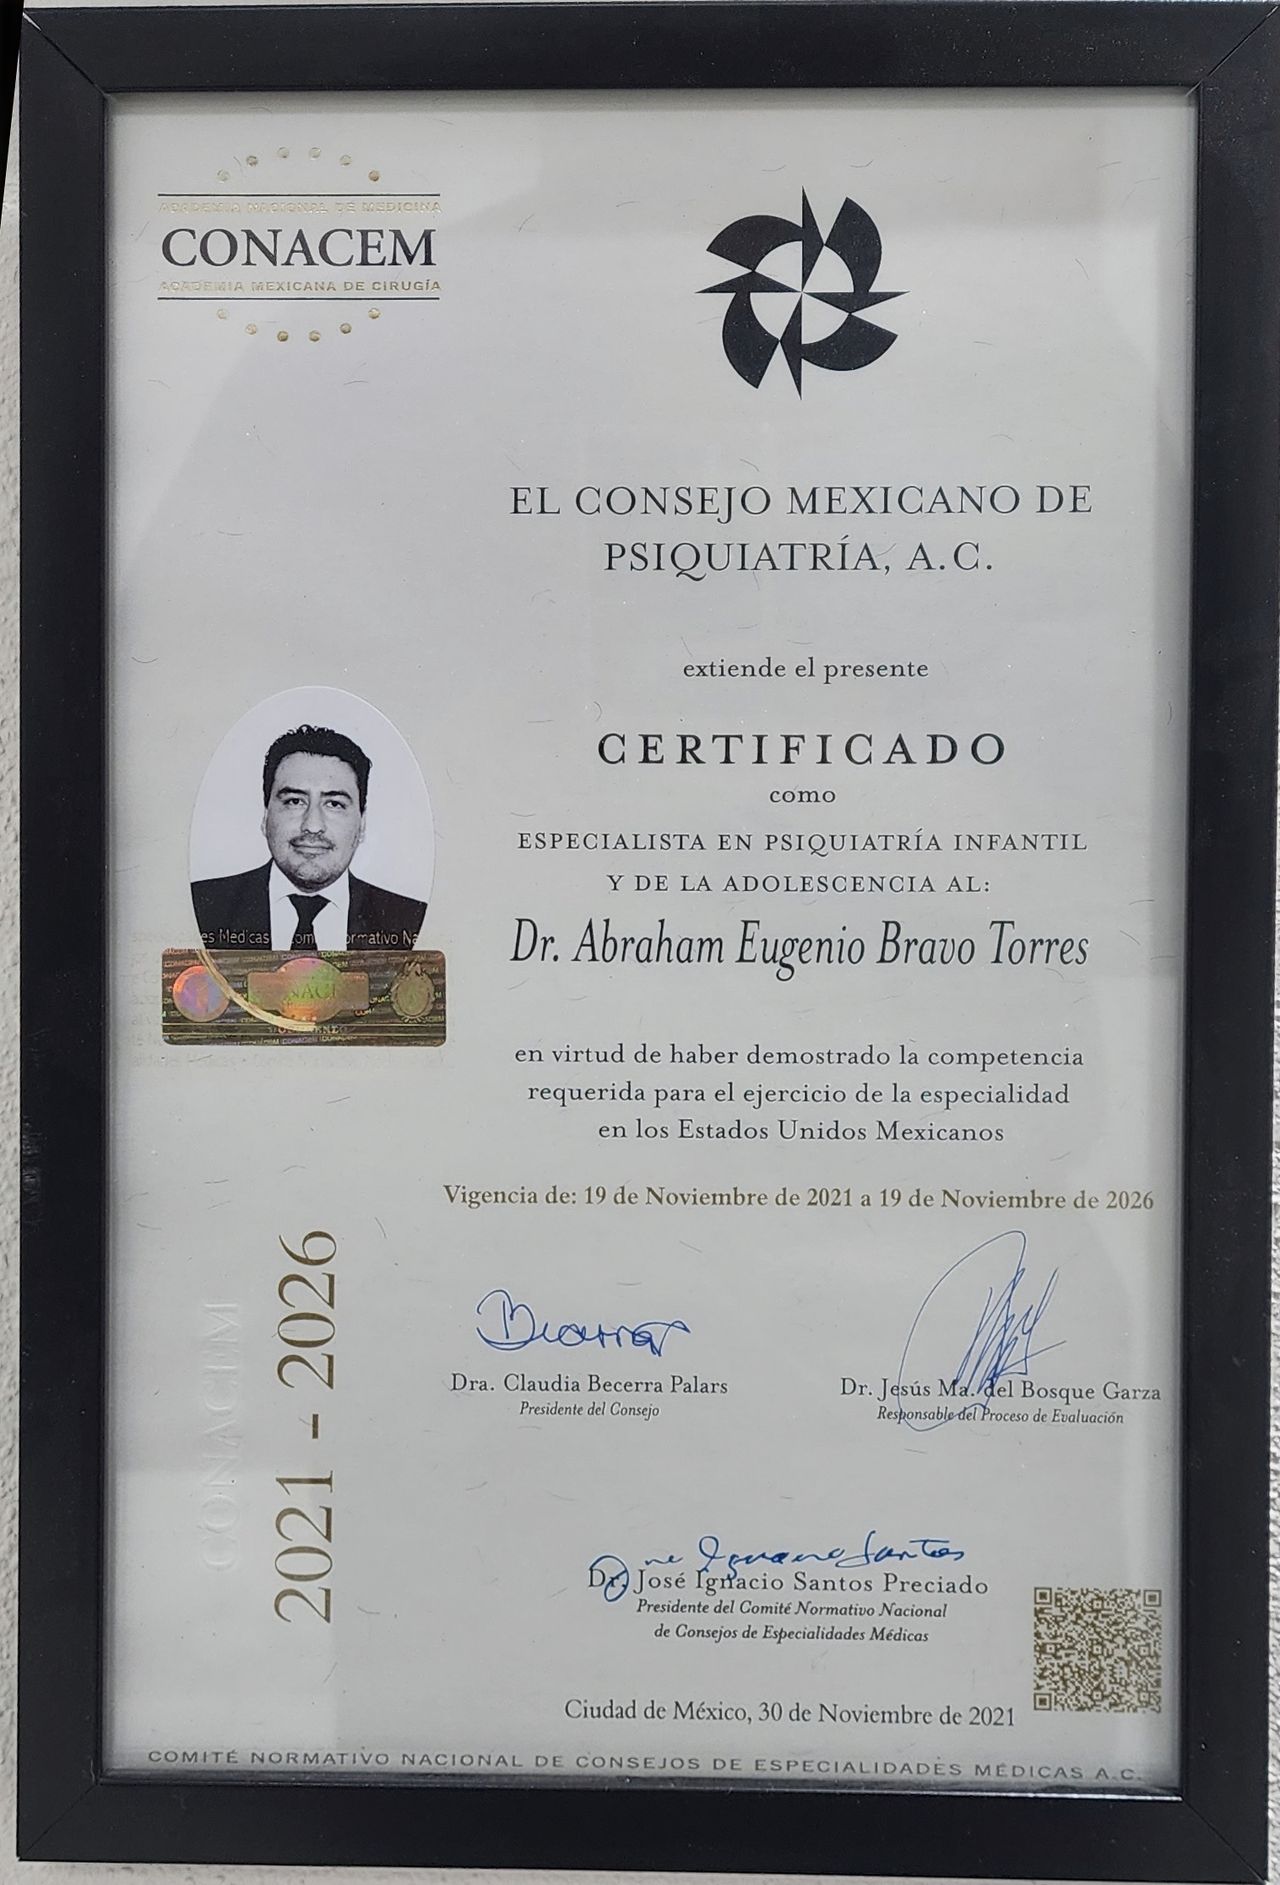 ACADEMIA NACIONAL DE MEDICINA
CONACEM
ACADEMIA MEXICANA DE CIRUGÍA
EL CONSEJO MEXICANO DE
PSIQUIATRÍA, A.C.
extiende el presente
CERTIFICADO
como
ESPECIALISTA EN PSIQUIATRÍA INFANTIL
Y DE LA ADOLESCENCIA AL:
Dr. Abraham Eugenio Bravo Torres
en virtud de haber demostrado la competencia
requerida para el ejercicio de la especialidad
en los Estados Unidos Mexicanos
Vigencia de: 19 de Noviembre de 2021 a 19 de Noviembre de 2026
CONACEM
2021 - 2026
Becerra
Dra. Claudia Becerra Palars
Presidente del Consejo
Dr. Jesús Ma. del Bosque Garza
Responsable del Proceso de Evaluación
Ignacio Santos
Dr. José Ignacio Santos Preciado
Presidente del Comité Normativo Nacional
de Consejos de Especialidades Médicas
Ciudad de México, 30 de Noviembre de 2021
COMITÉ NORMATIVO NACIONAL DE CONSEJOS DE ESPECIALIDADES MÉDICAS A.C.